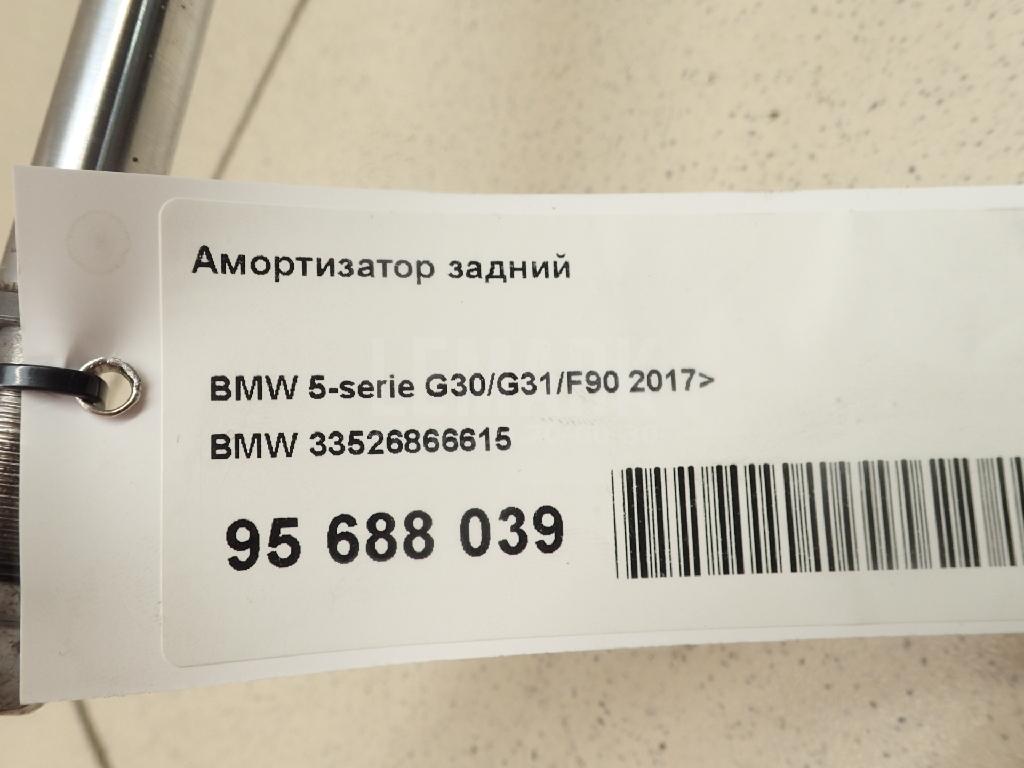 Амортизатор задний
BMW 5-serie G30/G31/F90 2017>
BMW 33526866615
95 688 039